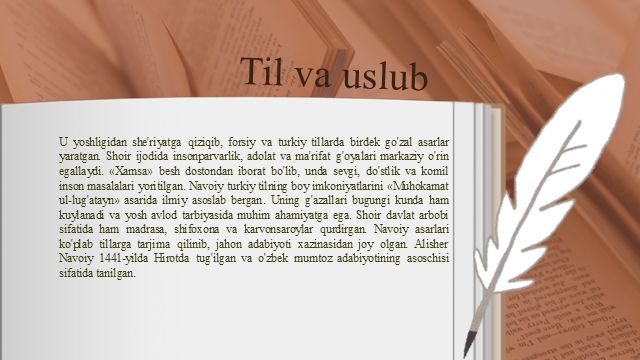 Til va uslub
U yoshligidan she'riyatga qiziqib, forsiy va turkiy tillarda birdek go'zal asarlar
yaratgan. Shoir ijodida insonparvarlik, adolat va ma'rifat g'oyalari markaziy o'rin
egallaydi. «Xamsa» besh dostondan iborat bo'lib, unda sevgi, do'stlik va komil
inson masalalari yoritilgan. Navoiy turkiy tilning boy imkoniyatlarini «Muhokamat
ul-lug'atayn» asarida ilmiy asoslab bergan. Uning g'azallari bugungi kunda ham
kuylanadi va yosh avlod tarbiyasida muhim ahamiyatga ega. Shoir davlat arbobi
sifatida ham madrasa, shifoxona va karvonsaroylar qurdirgan. Navoiy asarlari
ko'plab tillarga tarjima qilinib, jahon adabiyoti xazinasidan joy olgan. Alisher
Navoiy 1441-yilda Hirotda tug'ilgan va o'zbek mumtoz adabiyotining asoschisi
sifatida tanilgan.